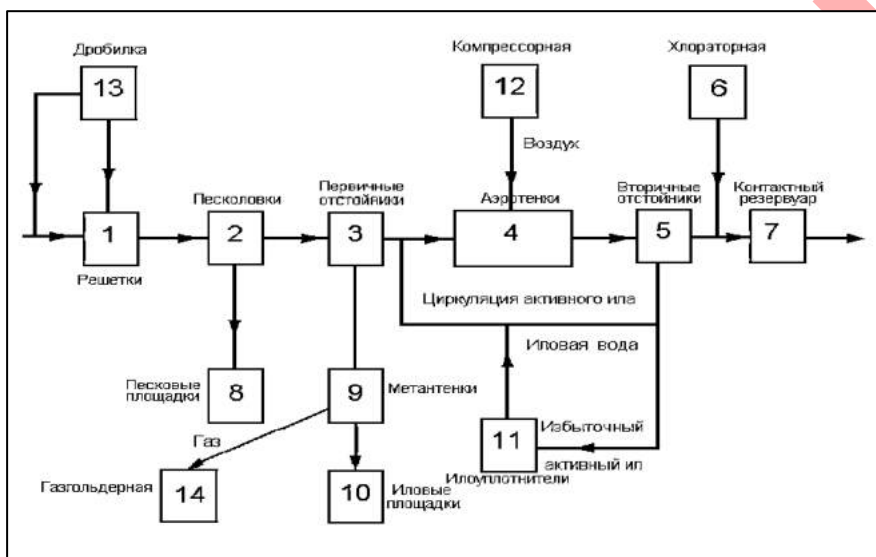 Дробилка
13
Компрессорная
12
Хлораторная
6
Воздух
Песколовки
Первичные
отстойники
Аэротенки
Вторичные
отстойники
Контактный
резервуар
1
2
3
4
5
7
Решетки
Циркуляция активного ила
Иловая вода
Песковые
площадки
8
9
Метантенки
Газ
11
Избыточный
активный ил
Илоуплотнители
Газгольдерная
14
10
Иловые
площадки